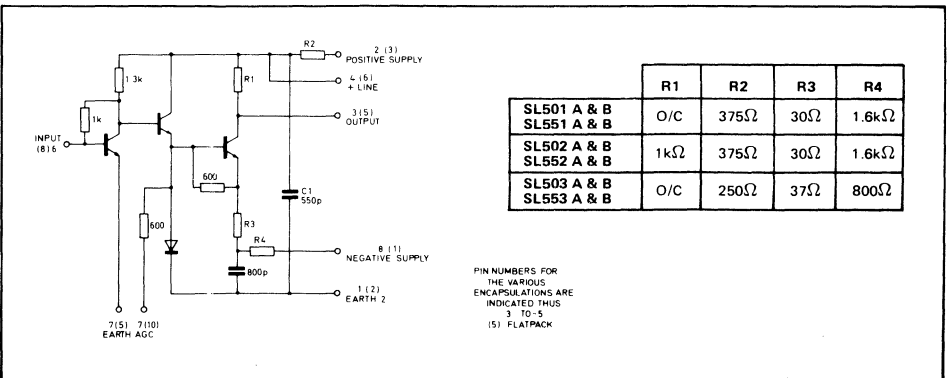 R2
2 (3)
POSITIVE SUPPLY
1.3k
R1
4 (6)
+ LINE
1k
3 (5)
OUTPUT
INPUT
(8) 6
600
C1
550p
600
R3
R4
8 (1)
NEGATIVE SUPPLY
800p
1 (2)
EARTH 2
7(5) 7(10)
EARTH AGC
R1 R2 R3 R4
SL501 A & B
SL551 A & B
O/C 375Ω 30Ω 1.6kΩ
SL502 A & B
SL552 A & B
1kΩ 375Ω 30Ω 1.6kΩ
SL503 A & B
SL553 A & B
O/C 250Ω 37Ω 800Ω
PIN NUMBERS FOR
THE VARIOUS
ENCAPSULATIONS ARE
INDICATED THUS
3 TO-5
(5) FLATPACK